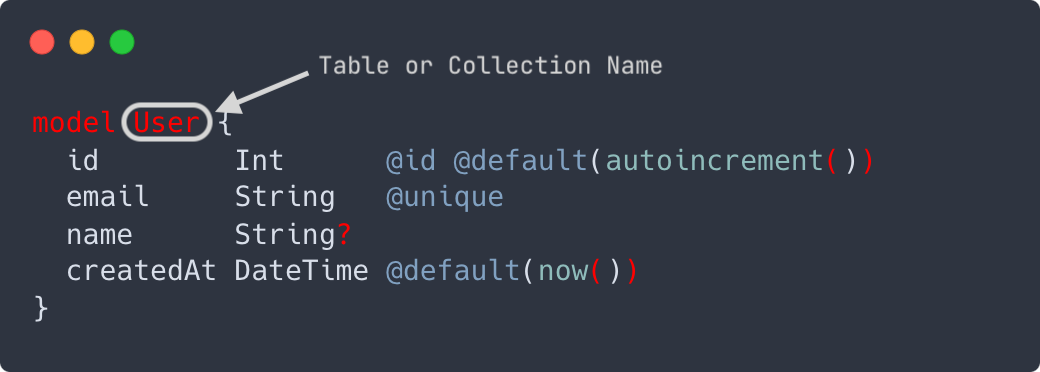 Table or Collection Name
model User {
  id        Int      @id @default(autoincrement())
  email     String   @unique
  name      String?
  createdAt DateTime @default(now())
}